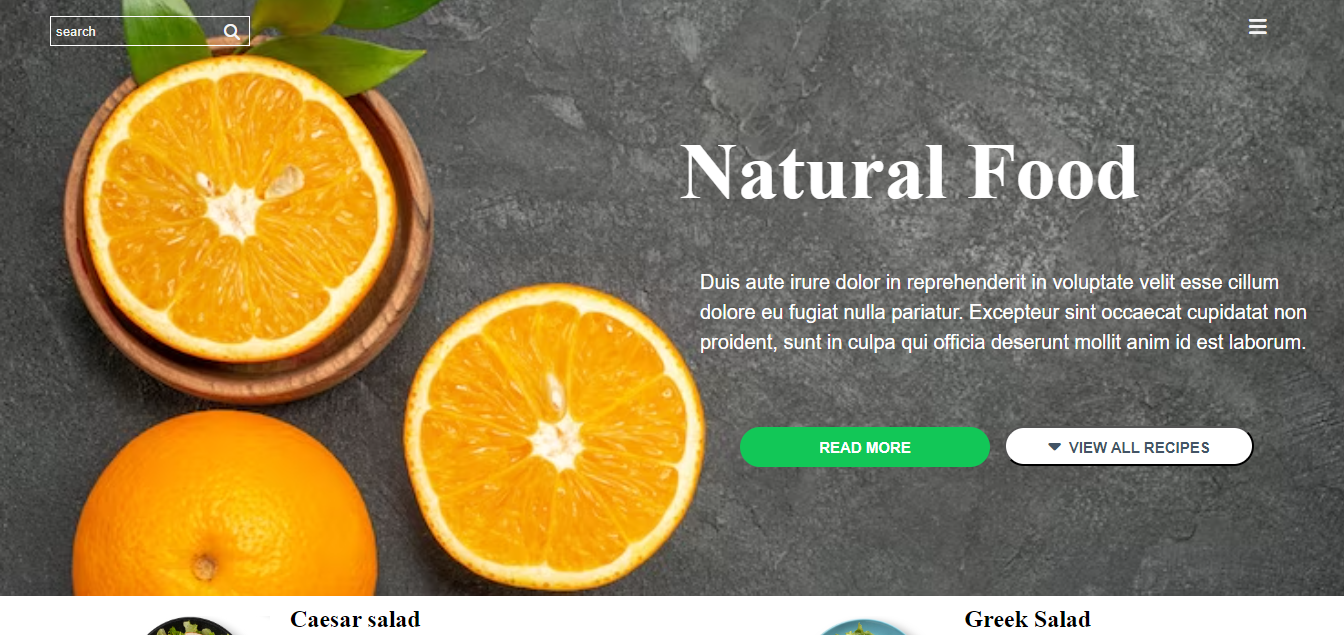 search
Natural Food
Duis aute irure dolor in reprehenderit in voluptate velit esse cillum
dolore eu fugiat nulla pariatur. Excepteur sint occaecat cupidatat non
proident, sunt in culpa qui officia deserunt mollit anim id est laborum.
READ MORE
VIEW ALL RECIPES
Caesar salad
Greek Salad